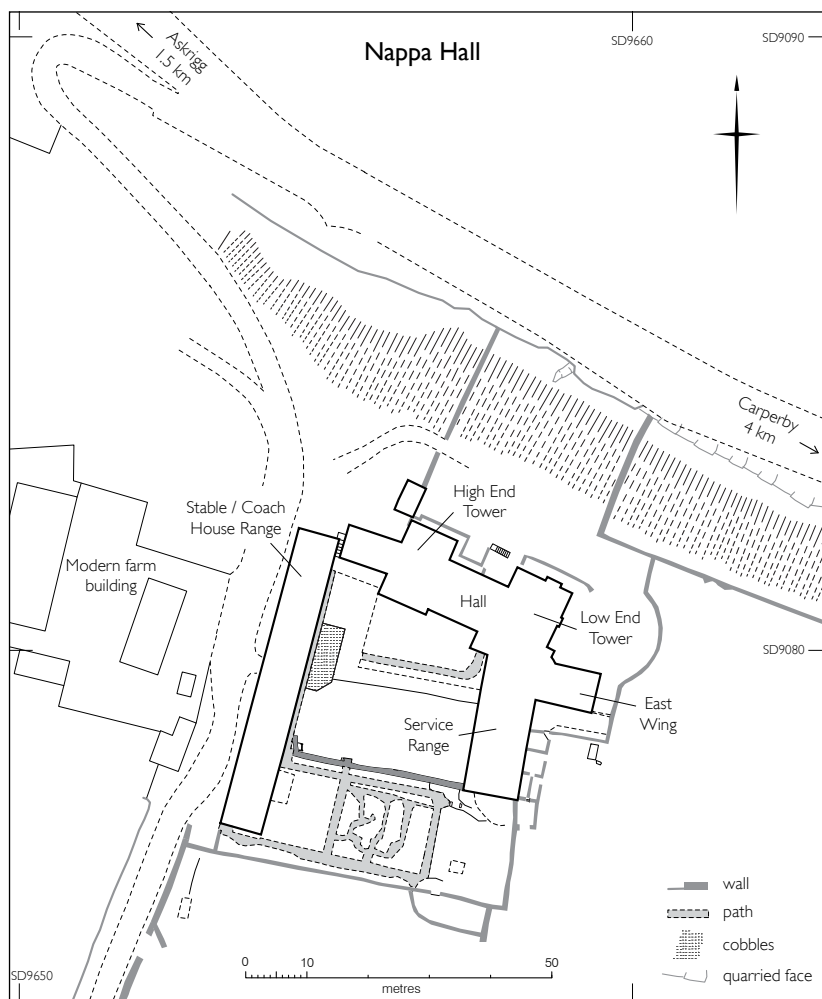 Askrigg
1.5 km
Nappa Hall
SD9660
SD9090
Carperby
4 km
High End
Tower
Stable / Coach
House Range
Modern farm
building
Hall
Low End
Tower
SD9080
East
Wing
Service
Range
wall
path
cobbles
quarried face
SD9650
0
10
50
metres